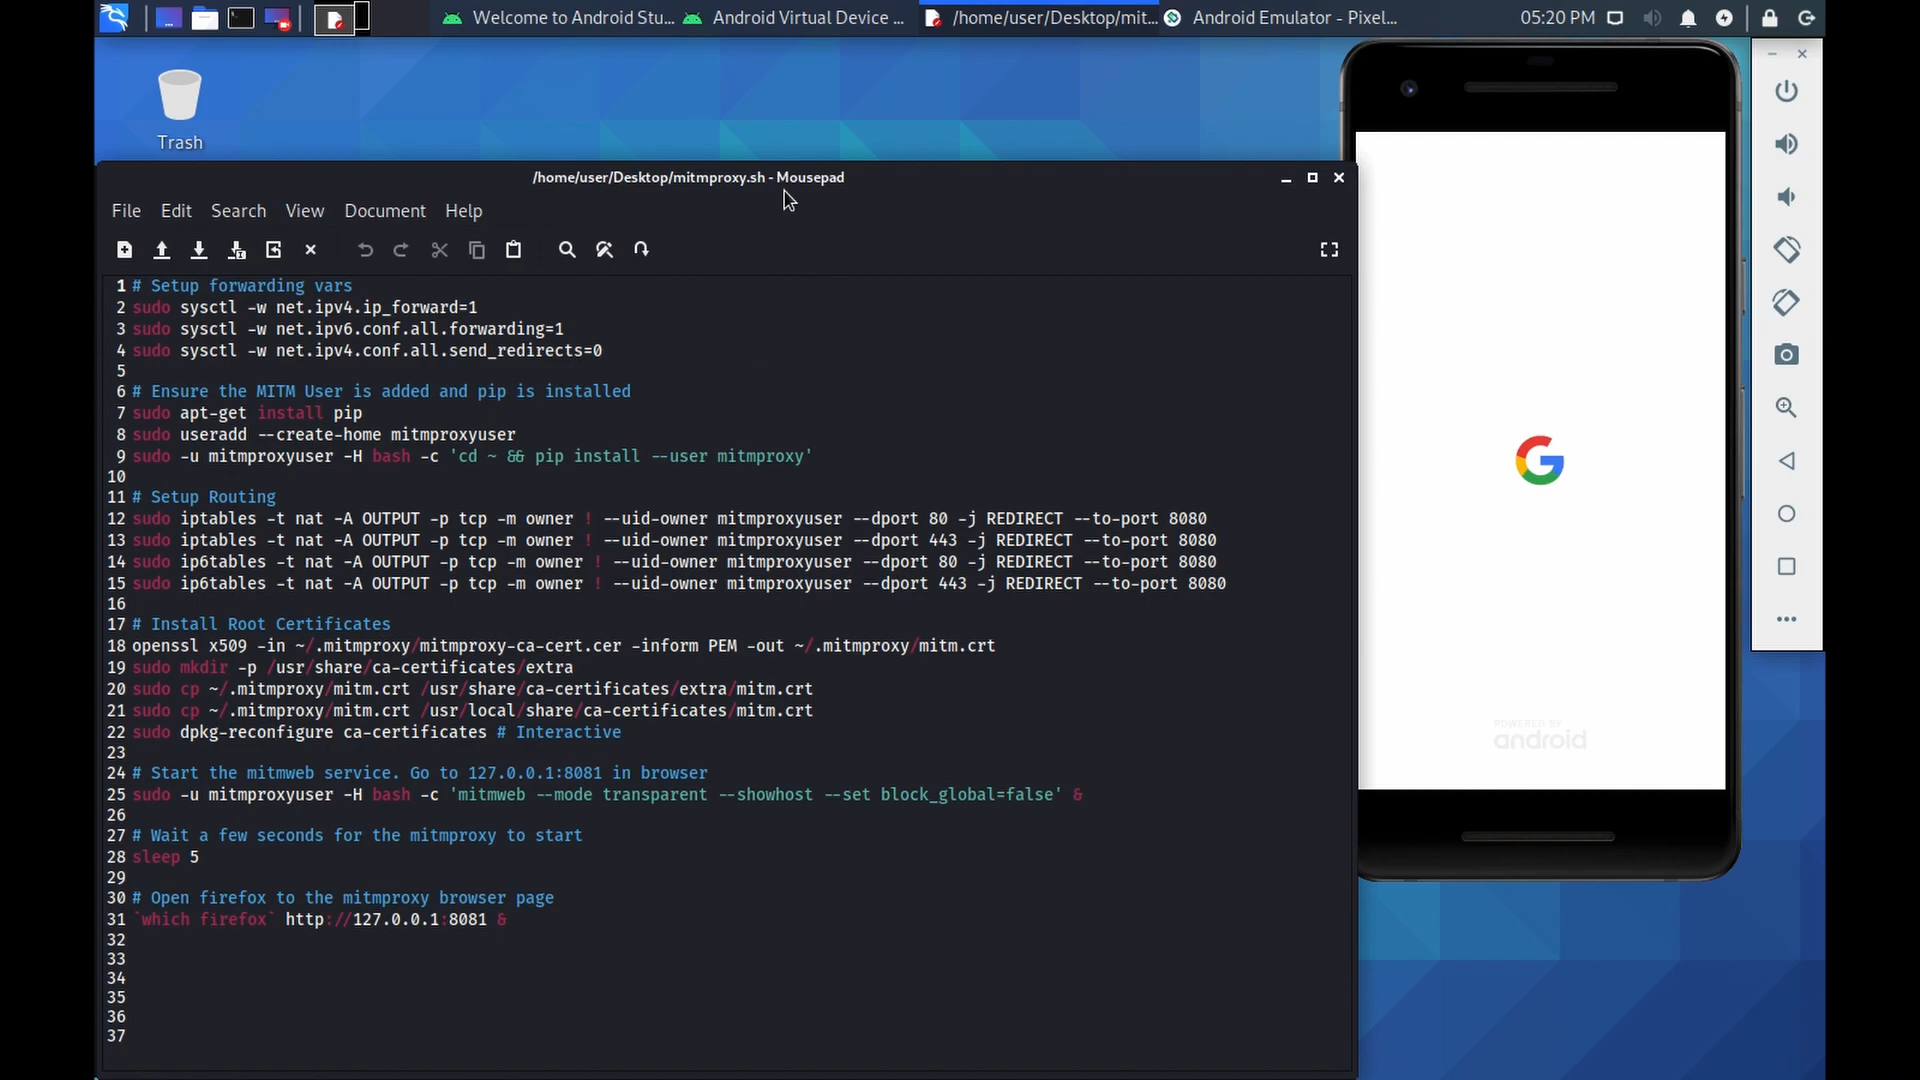 Welcome to Android Stu...
Android Virtual Device ...
/home/user/Desktop/mit...
Android Emulator - Pixel...
05:20 PM
Trash
/home/user/Desktop/mitmproxy.sh - Mousepad
File Edit Search View Document Help
1 # Setup forwarding vars
2 sudo sysctl -w net.ipv4.ip_forward=1
3 sudo sysctl -w net.ipv6.conf.all.forwarding=1
4 sudo sysctl -w net.ipv4.conf.all.send_redirects=0
5
6 # Ensure the MITM User is added and pip is installed
7 sudo apt-get install pip
8 sudo useradd --create-home mitmproxyuser
9 sudo -u mitmproxyuser -H bash -c 'cd ~ && pip install --user mitmproxy'
10
11 # Setup Routing
12 sudo iptables -t nat -A OUTPUT -p tcp -m owner ! --uid-owner mitmproxyuser --dport 80 -j REDIRECT --to-port 8080
13 sudo iptables -t nat -A OUTPUT -p tcp -m owner ! --uid-owner mitmproxyuser --dport 443 -j REDIRECT --to-port 8080
14 sudo ip6tables -t nat -A OUTPUT -p tcp -m owner ! --uid-owner mitmproxyuser --dport 80 -j REDIRECT --to-port 8080
15 sudo ip6tables -t nat -A OUTPUT -p tcp -m owner ! --uid-owner mitmproxyuser --dport 443 -j REDIRECT --to-port 8080
16
17 # Install Root Certificates
18 openssl x509 -in ~/.mitmproxy/mitmproxy-ca-cert.cer -inform PEM -out ~/.mitmproxy/mitm.crt
19 sudo mkdir -p /usr/share/ca-certificates/extra
20 sudo cp ~/.mitmproxy/mitm.crt /usr/share/ca-certificates/extra/mitm.crt
21 sudo cp ~/.mitmproxy/mitm.crt /usr/local/share/ca-certificates/mitm.crt
22 sudo dpkg-reconfigure ca-certificates # Interactive
23
24 # Start the mitmweb service. Go to 127.0.0.1:8081 in browser
25 sudo -u mitmproxyuser -H bash -c 'mitmweb --mode transparent --showhost --set block_global=false' &
26
27 # Wait a few seconds for the mitmproxy to start
28 sleep 5
29
30 # Open firefox to the mitmproxy browser page
31 `which firefox` http://127.0.0.1:8081 &
32
33
34
35
36
37
G
POWERED BY
android